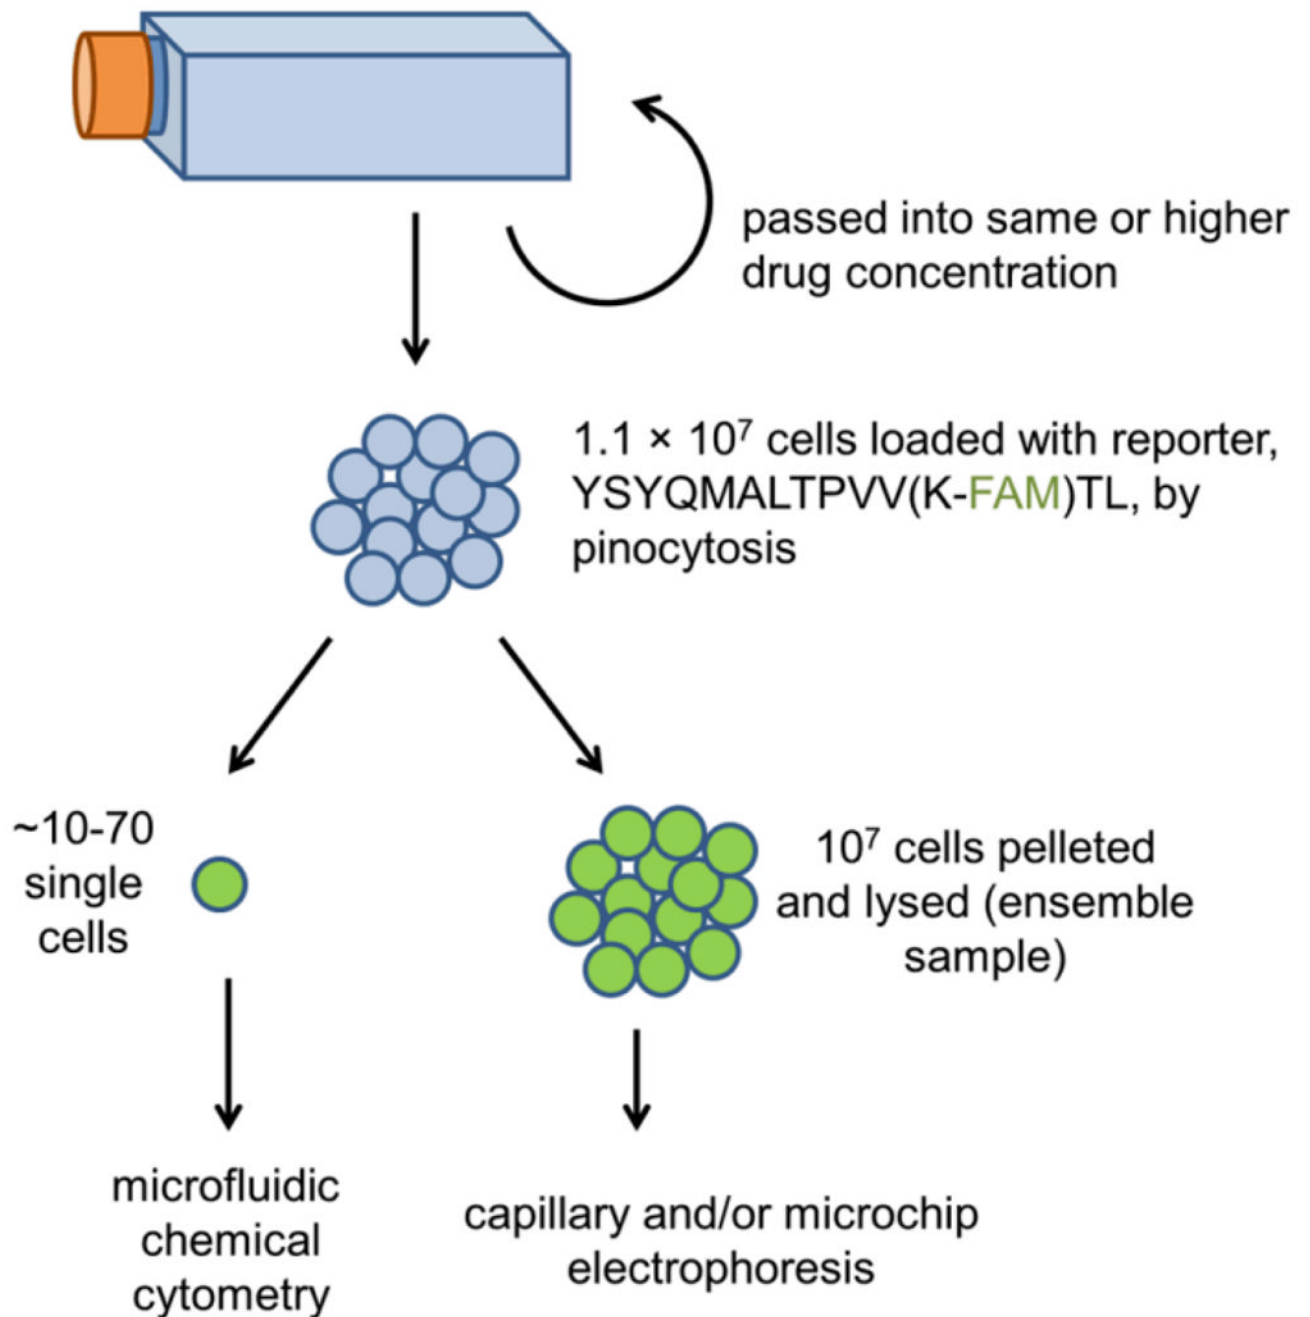 passed into same or higher
drug concentration
1.1 × 10⁷ cells loaded with reporter,
YSYQMALTPVV(K-FAM)TL, by
pinocytosis
~10-70
single
cells
10⁷ cells pelleted
and lysed (ensemble
sample)
microfluidic
chemical
cytometry
capillary and/or microchip
electrophoresis